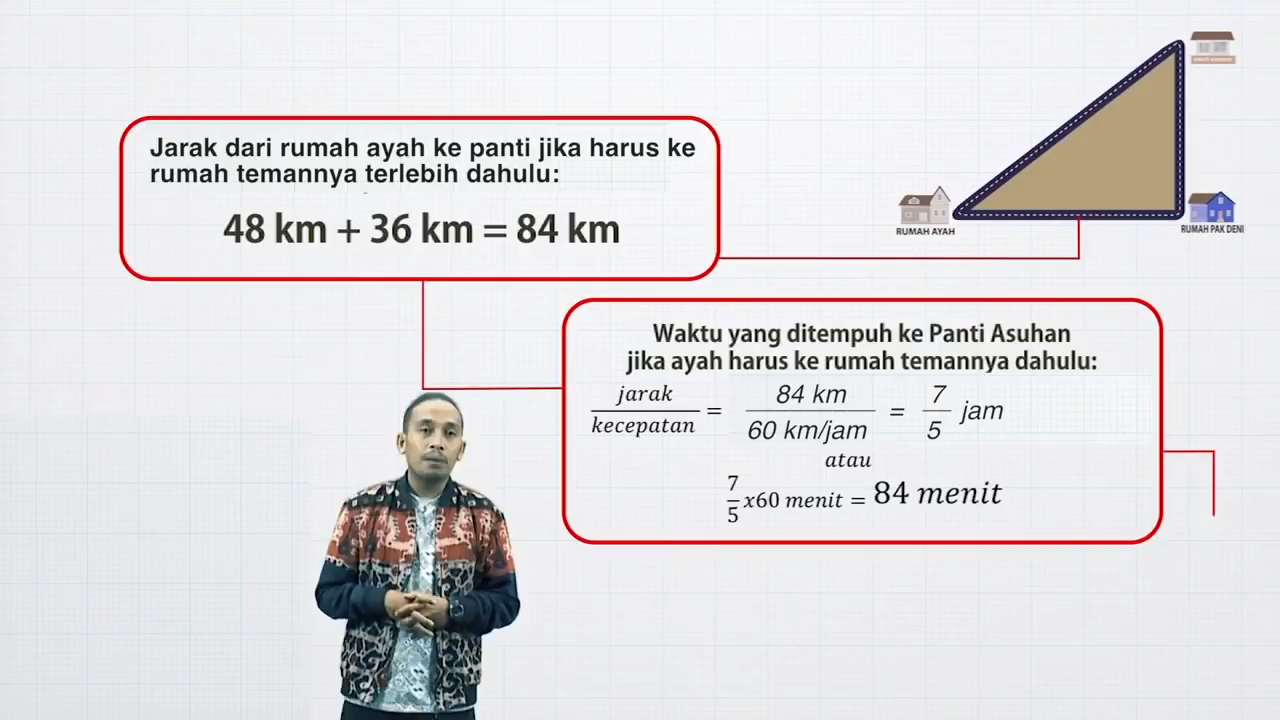 Jarak dari rumah ayah ke panti jika harus ke
rumah temannya terlebih dahulu:
48 km + 36 km = 84 km
RUMAH AYAH
RUMAH PAK DENI
Waktu yang ditempuh ke Panti Asuhan
jika ayah harus ke rumah temannya dahulu:
jarak
kecepatan
=
84 km
60 km/jam
=
7
5
jam
atau
7
5
x60 menit = 84 menit